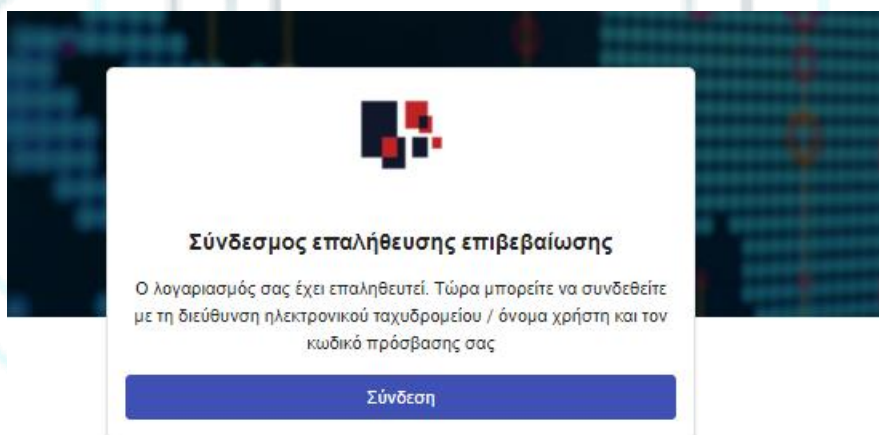 Σύνδεσμος επαλήθευσης επιβεβαίωσης
Ο λογαριασμός σας έχει επαληθευτεί. Τώρα μπορείτε να συνδεθείτε
με τη διεύθυνση ηλεκτρονικού ταχυδρομείου / όνομα χρήστη και τον
κωδικό πρόσβασης σας
Σύνδεση